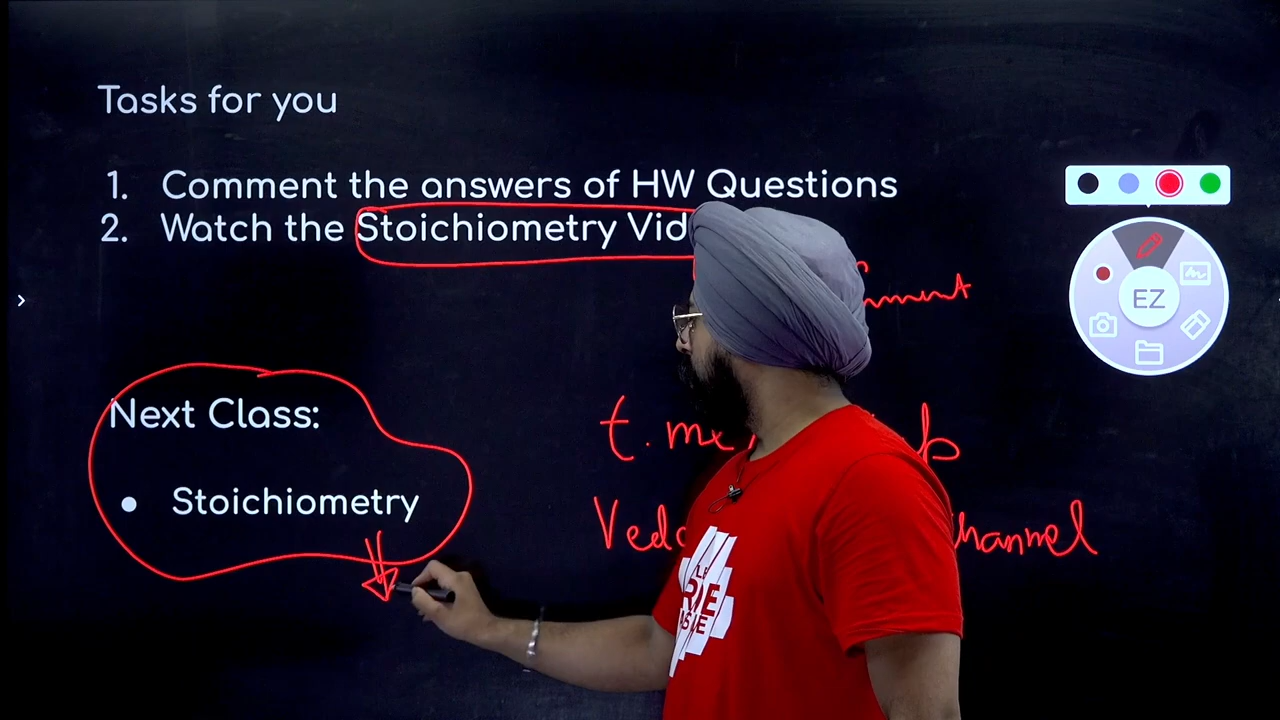 Tasks for you
1. Comment the answers of HW Questions
2. Watch the Stoichiometry Vid
Next Class:
● Stoichiometry
t.me
hannel
EZ